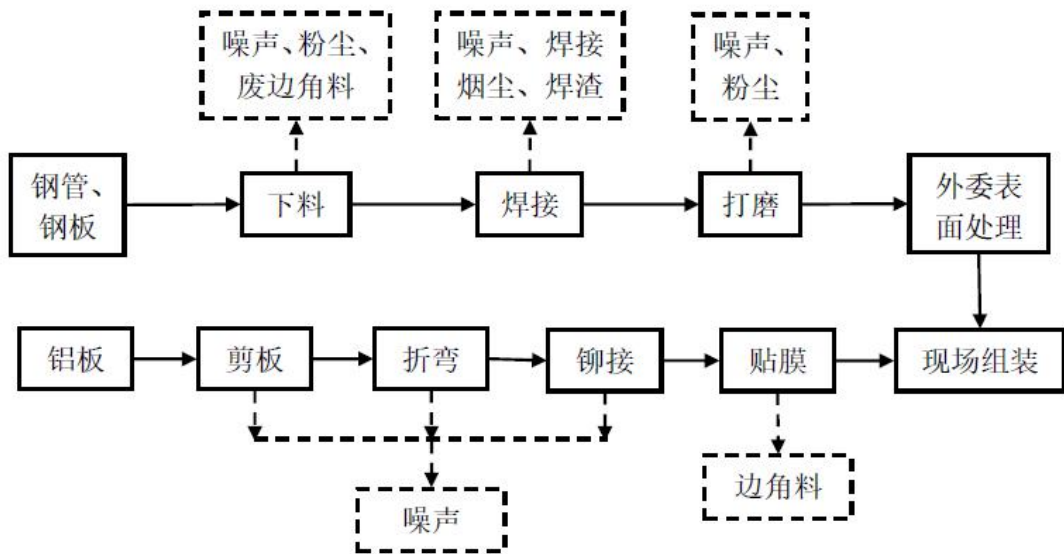 噪声、粉尘、
废边角料
噪声、焊接
烟尘、焊渣
噪声、
粉尘
钢管、
钢板
下料
焊接
打磨
外委表
面处理
铝板
剪板
折弯
铆接
贴膜
现场组装
噪声
边角料